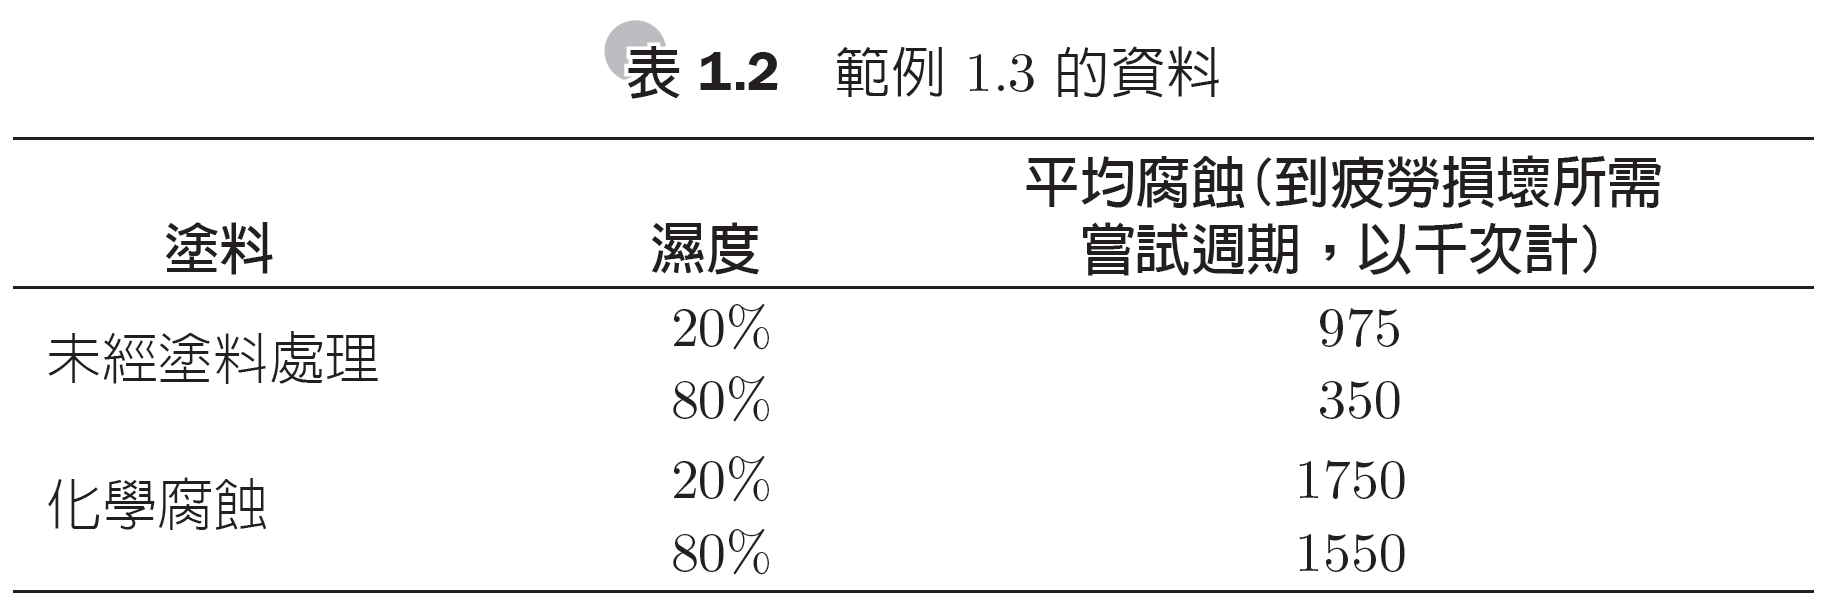 表 1.2 範例 1.3 的資料
塗料 濕度 平均腐蝕(到疲勞損壞所需
嘗試週期，以千次計)
未經塗料處理 20% 975
80% 350
化學腐蝕 20% 1750
80% 1550